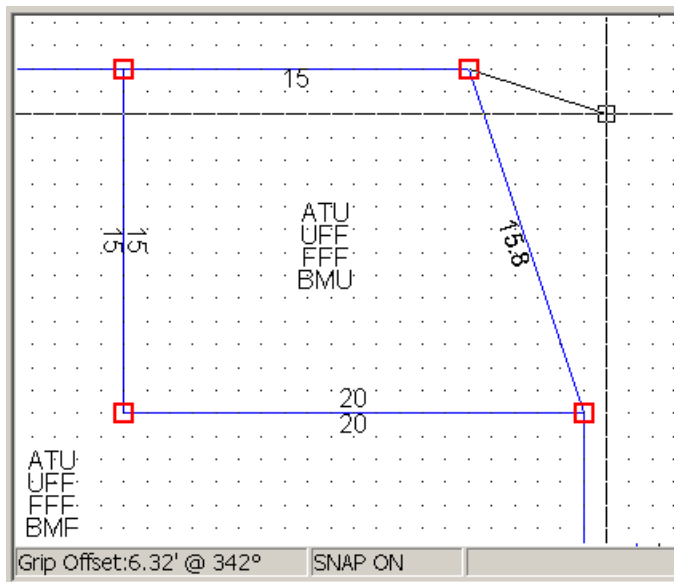 15
15
15
15.8
ATU
UFF
FFF
BMU
20
20
ATU
UFF
FFF
BMF
Grip Offset:6.32' @ 342°
SNAP ON